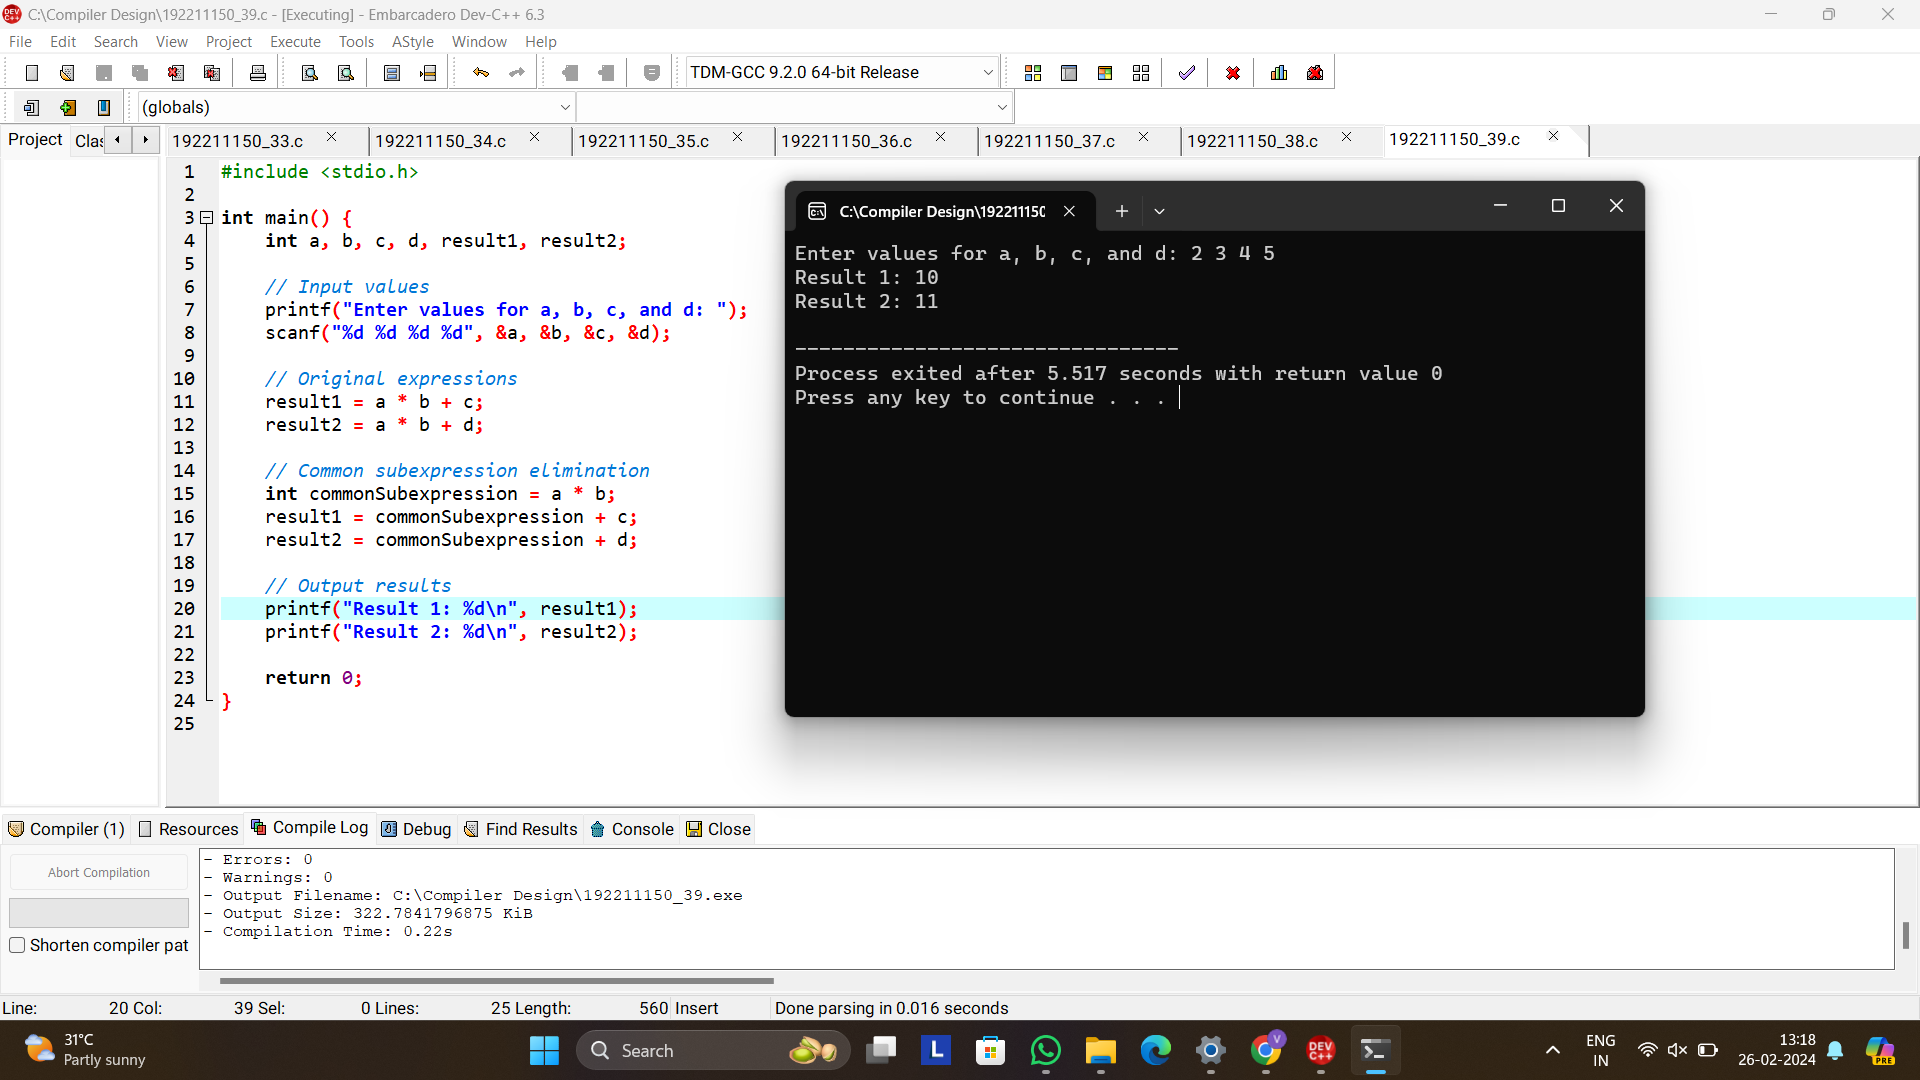 C:\Compiler Design\192211150_39.c - [Executing] - Embarcadero Dev-C++ 6.3
File Edit Search View Project Execute Tools AStyle Window Help
TDM-GCC 9.2.0 64-bit Release
(globals)
Project Clas 192211150_33.c 192211150_34.c 192211150_35.c 192211150_36.c 192211150_37.c 192211150_38.c 192211150_39.c
1 #include <stdio.h>
2
3 int main() {
4 int a, b, c, d, result1, result2;
5
6 // Input values
7 printf("Enter values for a, b, c, and d: ");
8 scanf("%d %d %d %d", &a, &b, &c, &d);
9
10 // Original expressions
11 result1 = a * b + c;
12 result2 = a * b + d;
13
14 // Common subexpression elimination
15 int commonSubexpression = a * b;
16 result1 = commonSubexpression + c;
17 result2 = commonSubexpression + d;
18
19 // Output results
20 printf("Result 1: %d\n", result1);
21 printf("Result 2: %d\n", result2);
22
23 return 0;
24 }
25
C:\Compiler Design\19221115(
Enter values for a, b, c, and d: 2 3 4 5
Result 1: 10
Result 2: 11
--------------------------------
Process exited after 5.517 seconds with return value 0
Press any key to continue . . .
Compiler (1) Resources Compile Log Debug Find Results Console Close
Abort Compilation
Shorten compiler pat
- Errors: 0
- Warnings: 0
- Output Filename: C:\Compiler Design\192211150_39.exe
- Output Size: 322.7841796875 KiB
- Compilation Time: 0.22s
Line: 20 Col: 39 Sel: 0 Lines: 25 Length: 560 Insert Done parsing in 0.016 seconds
31°C
Partly sunny
Search
L
DEV C++
ENG
IN
13:18
26-02-2024
PRE